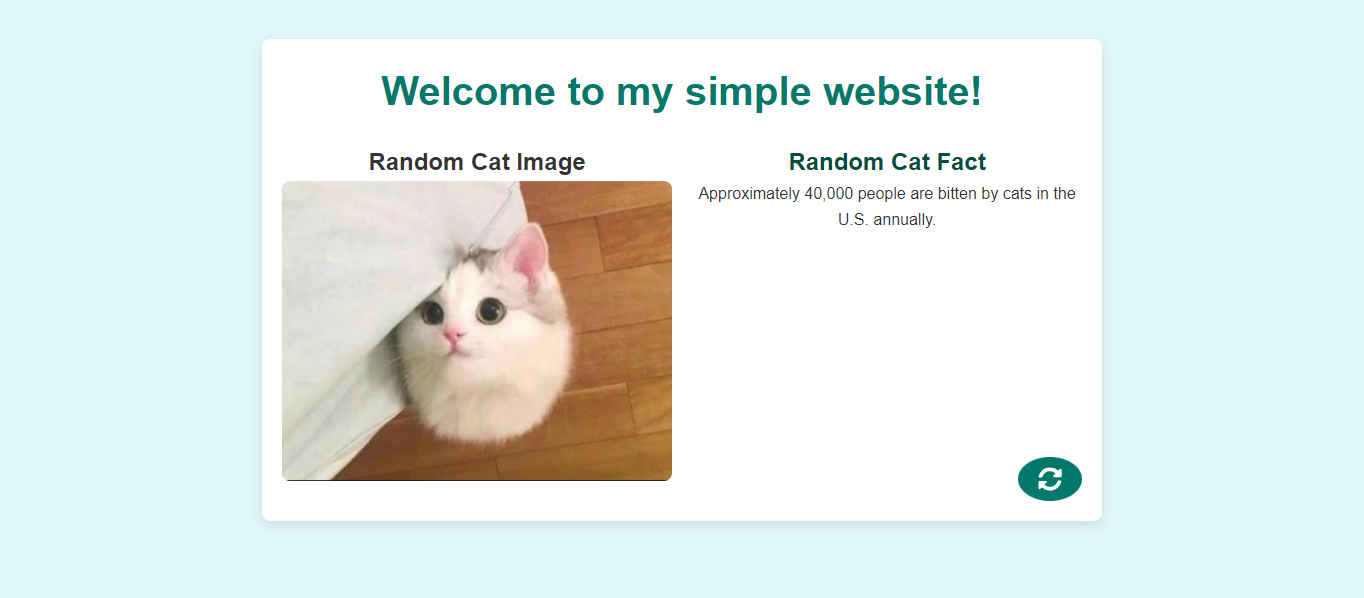 Welcome to my simple website!
Random Cat Image
Random Cat Fact
Approximately 40,000 people are bitten by cats in the
U.S. annually.